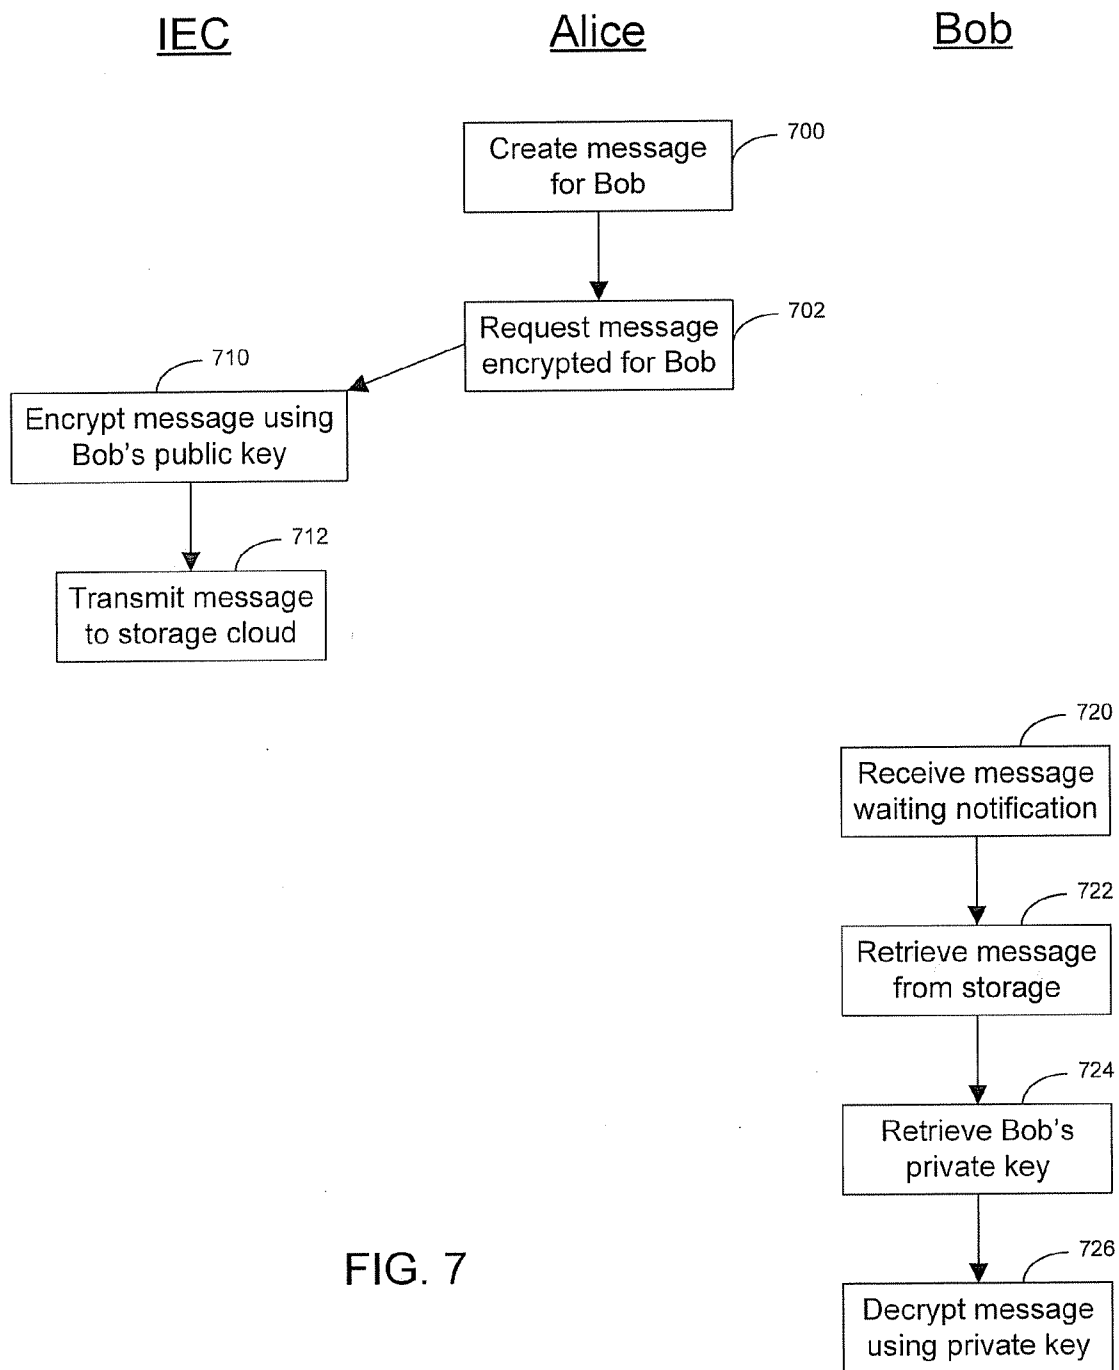 IEC
Alice
Bob
700
Create message
for Bob
702
Request message
encrypted for Bob
710
Encrypt message using
Bob's public key
712
Transmit message
to storage cloud
720
Receive message
waiting notification
722
Retrieve message
from storage
724
Retrieve Bob's
private key
726
Decrypt message
using private key
FIG. 7